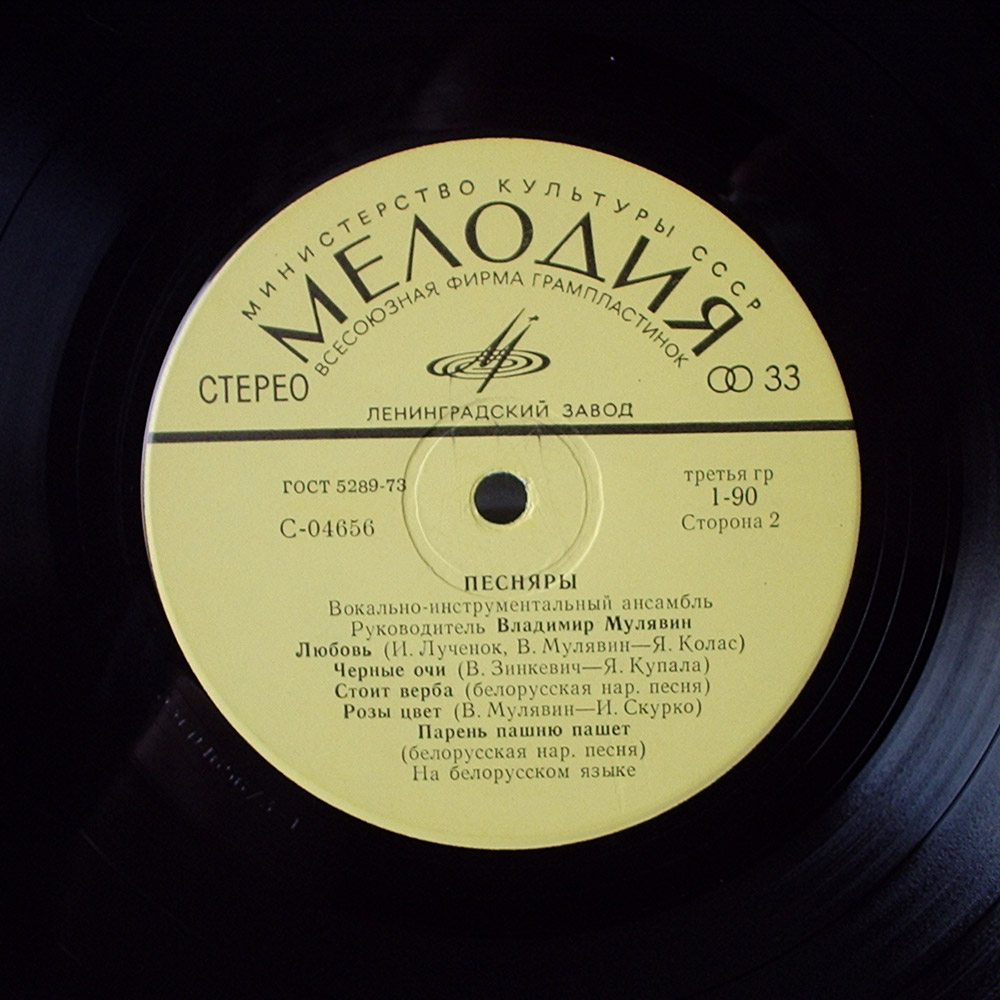 МИНИСТЕРСТВО КУЛЬТУРЫ СССР
МЕЛОДИЯ
ВСЕСОЮЗНАЯ ФИРМА ГРАМПЛАСТИНОК
СТЕРЕО
33
ЛЕНИНГРАДСКИЙ ЗАВОД
ГОСТ 5289-73
третья гр
1-90
С-04656
Сторона 2
ПЕСНЯРЫ
Вокально-инструментальный ансамбль
Руководитель Владимир Мулявин
Любовь (И. Лученок, В. Мулявин—Я. Колас)
Черные очи (В. Зинкевич—Я. Купала)
Стоит верба (белорусская нар. песня)
Розы цвет (В. Мулявин—И. Скурко)
Парень пашню пашет
(белорусская нар. песня)
На белорусском языке